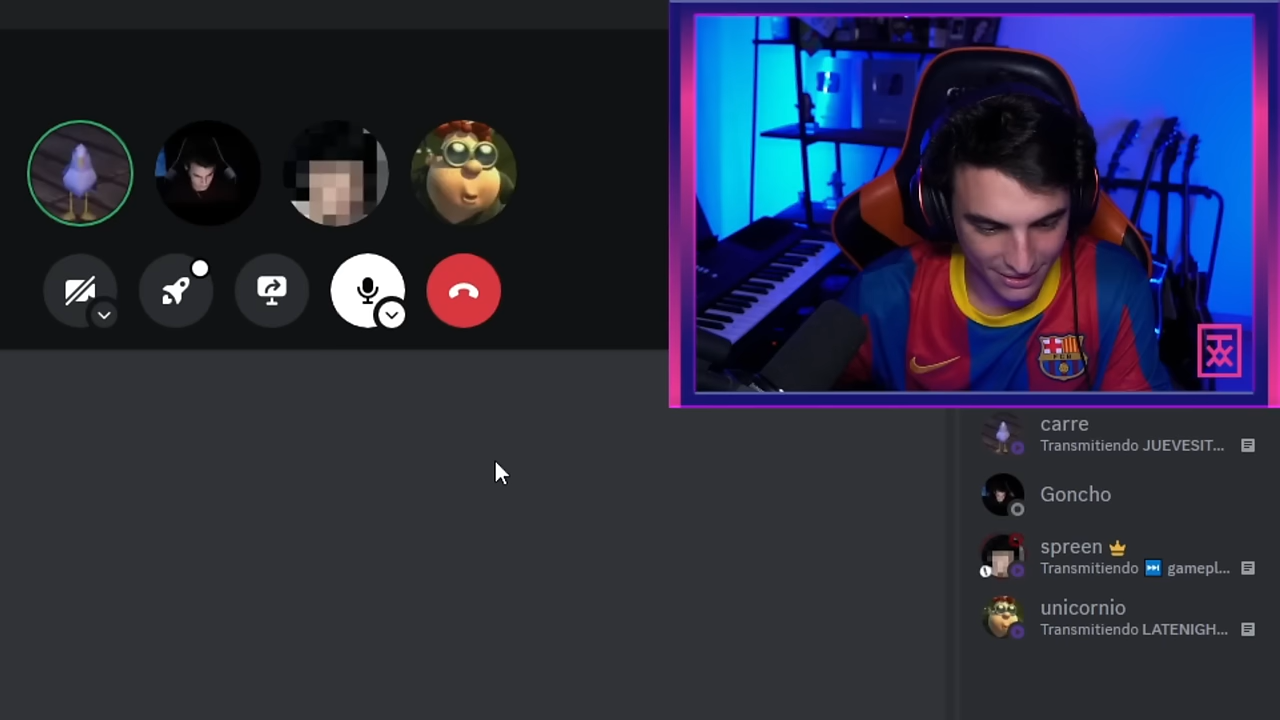 carre
Transmitiendo JUEVESIT...
Goncho
spreen
Transmitiendo ⏭ gamepl...
unicornio
Transmitiendo LATENIGH...